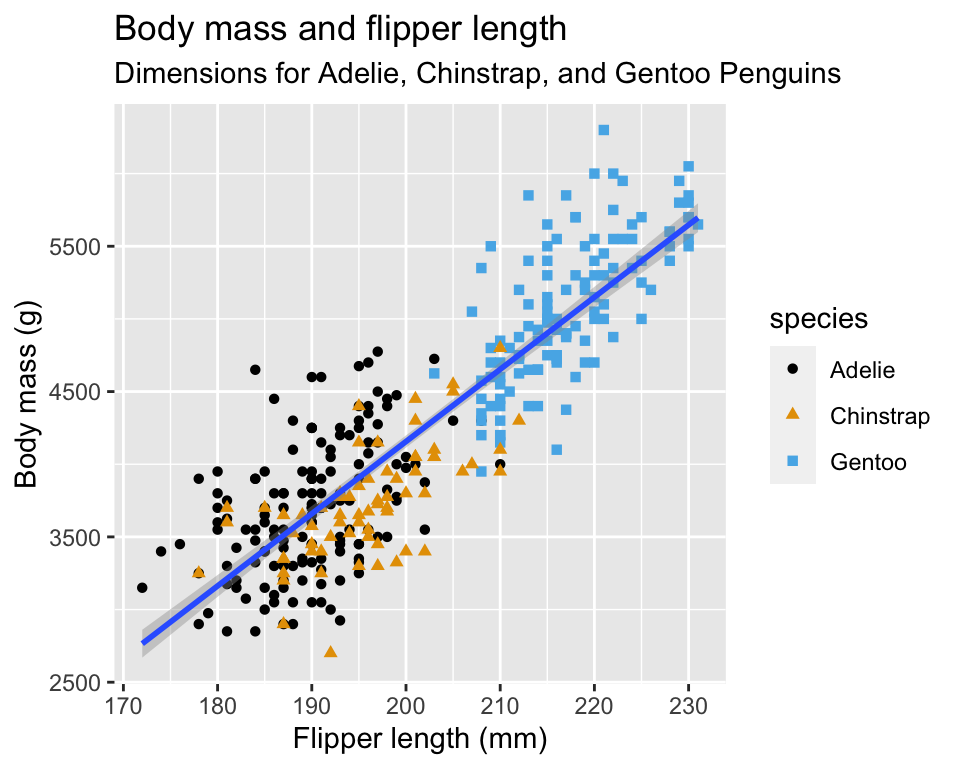 Body mass and flipper length
Dimensions for Adelie, Chinstrap, and Gentoo Penguins
Body mass (g)
5500
4500
3500
2500
170 180 190 200 210 220 230
Flipper length (mm)
species
Adelie
Chinstrap
Gentoo